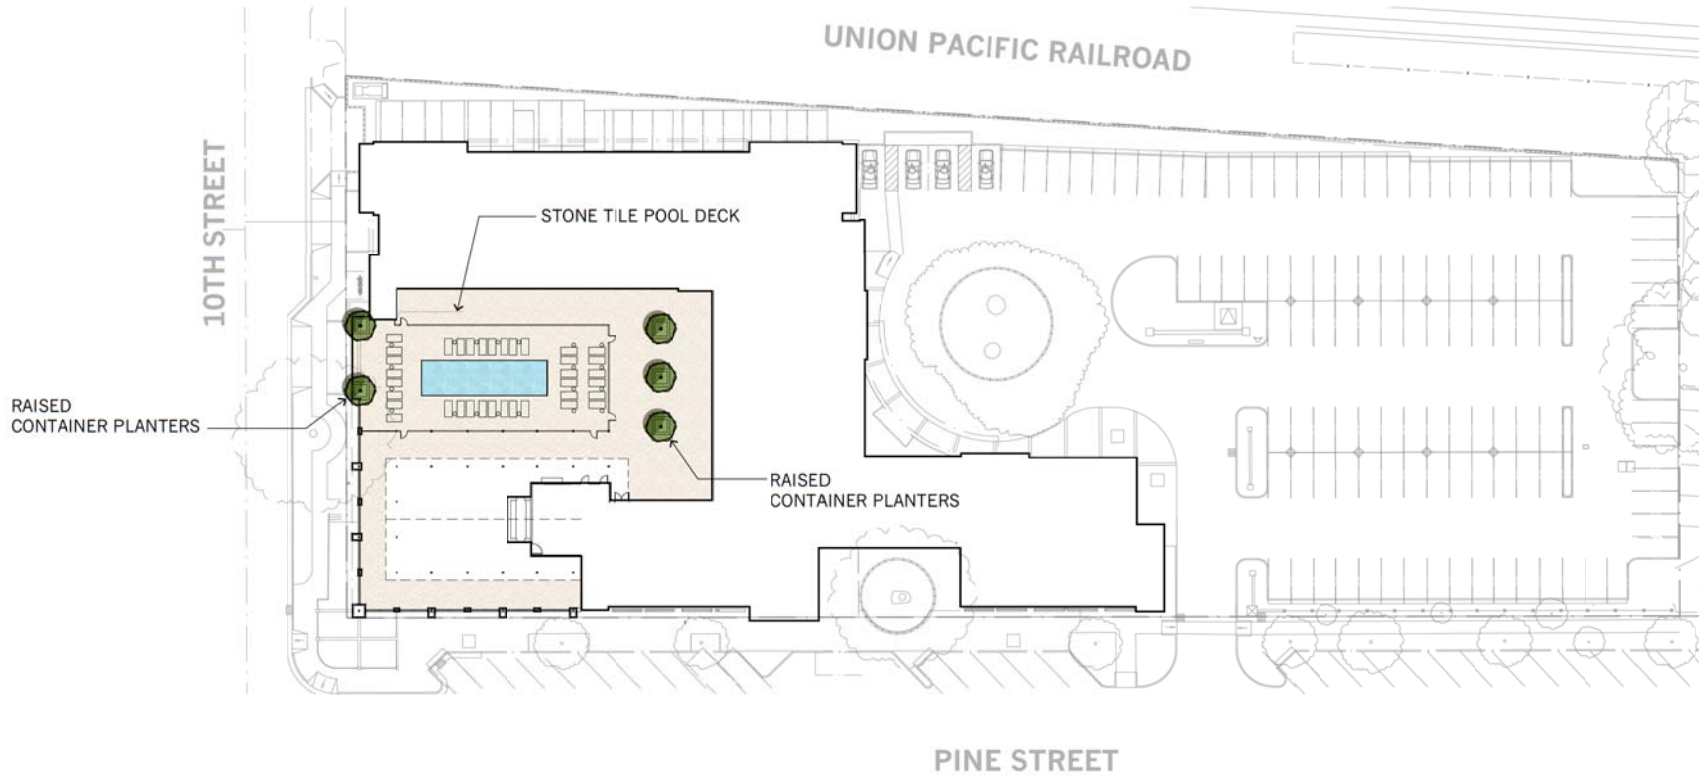 UNION PACIFIC RAILROAD
10TH STREET
STONE TILE POOL DECK
RAISED
CONTAINER PLANTERS
RAISED
CONTAINER PLANTERS
PINE STREET